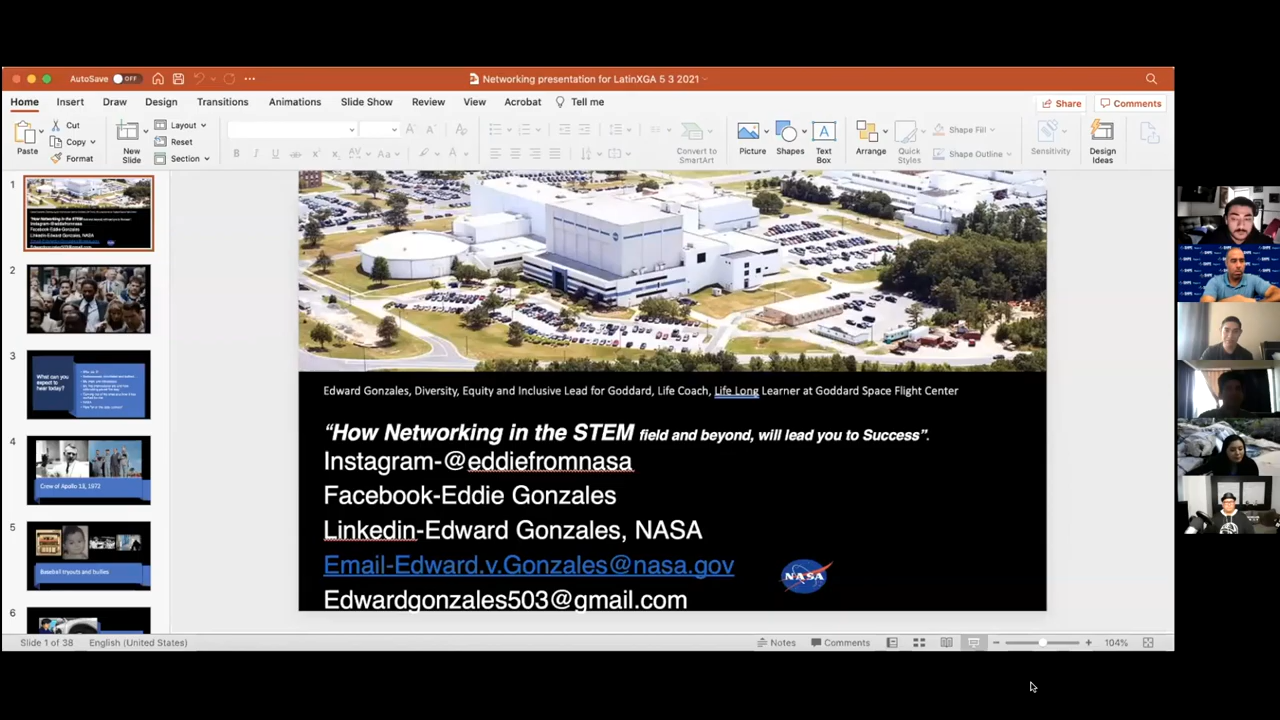 AutoSave OFF
Networking presentation for LatinXGA 5 3 2021
Home Insert Draw Design Transitions Animations Slide Show Review View Acrobat Tell me
Share Comments
Paste
Cut
Copy
Format
New Slide
Layout
Reset
Section
Convert to SmartArt
Picture
Shapes
Text Box
Arrange
Quick Styles
Shape Fill
Shape Outline
Sensitivity
Design Ideas
1
2
3
What can you expect to hear today?
4
Crew of Apollo 13, 1972
5
Baseball tryouts and bullies
6
Edward Gonzales, Diversity, Equity and Inclusive Lead for Goddard, Life Coach, Life Long Learner at Goddard Space Flight Center
“How Networking in the STEM field and beyond, will lead you to Success”.
Instagram-@eddiefromnasa
Facebook-Eddie Gonzales
Linkedin-Edward Gonzales, NASA
Email-Edward.v.Gonzales@nasa.gov
NASA
Edwardgonzales503@gmail.com
Slide 1 of 38 English (United States)
Notes Comments 104%